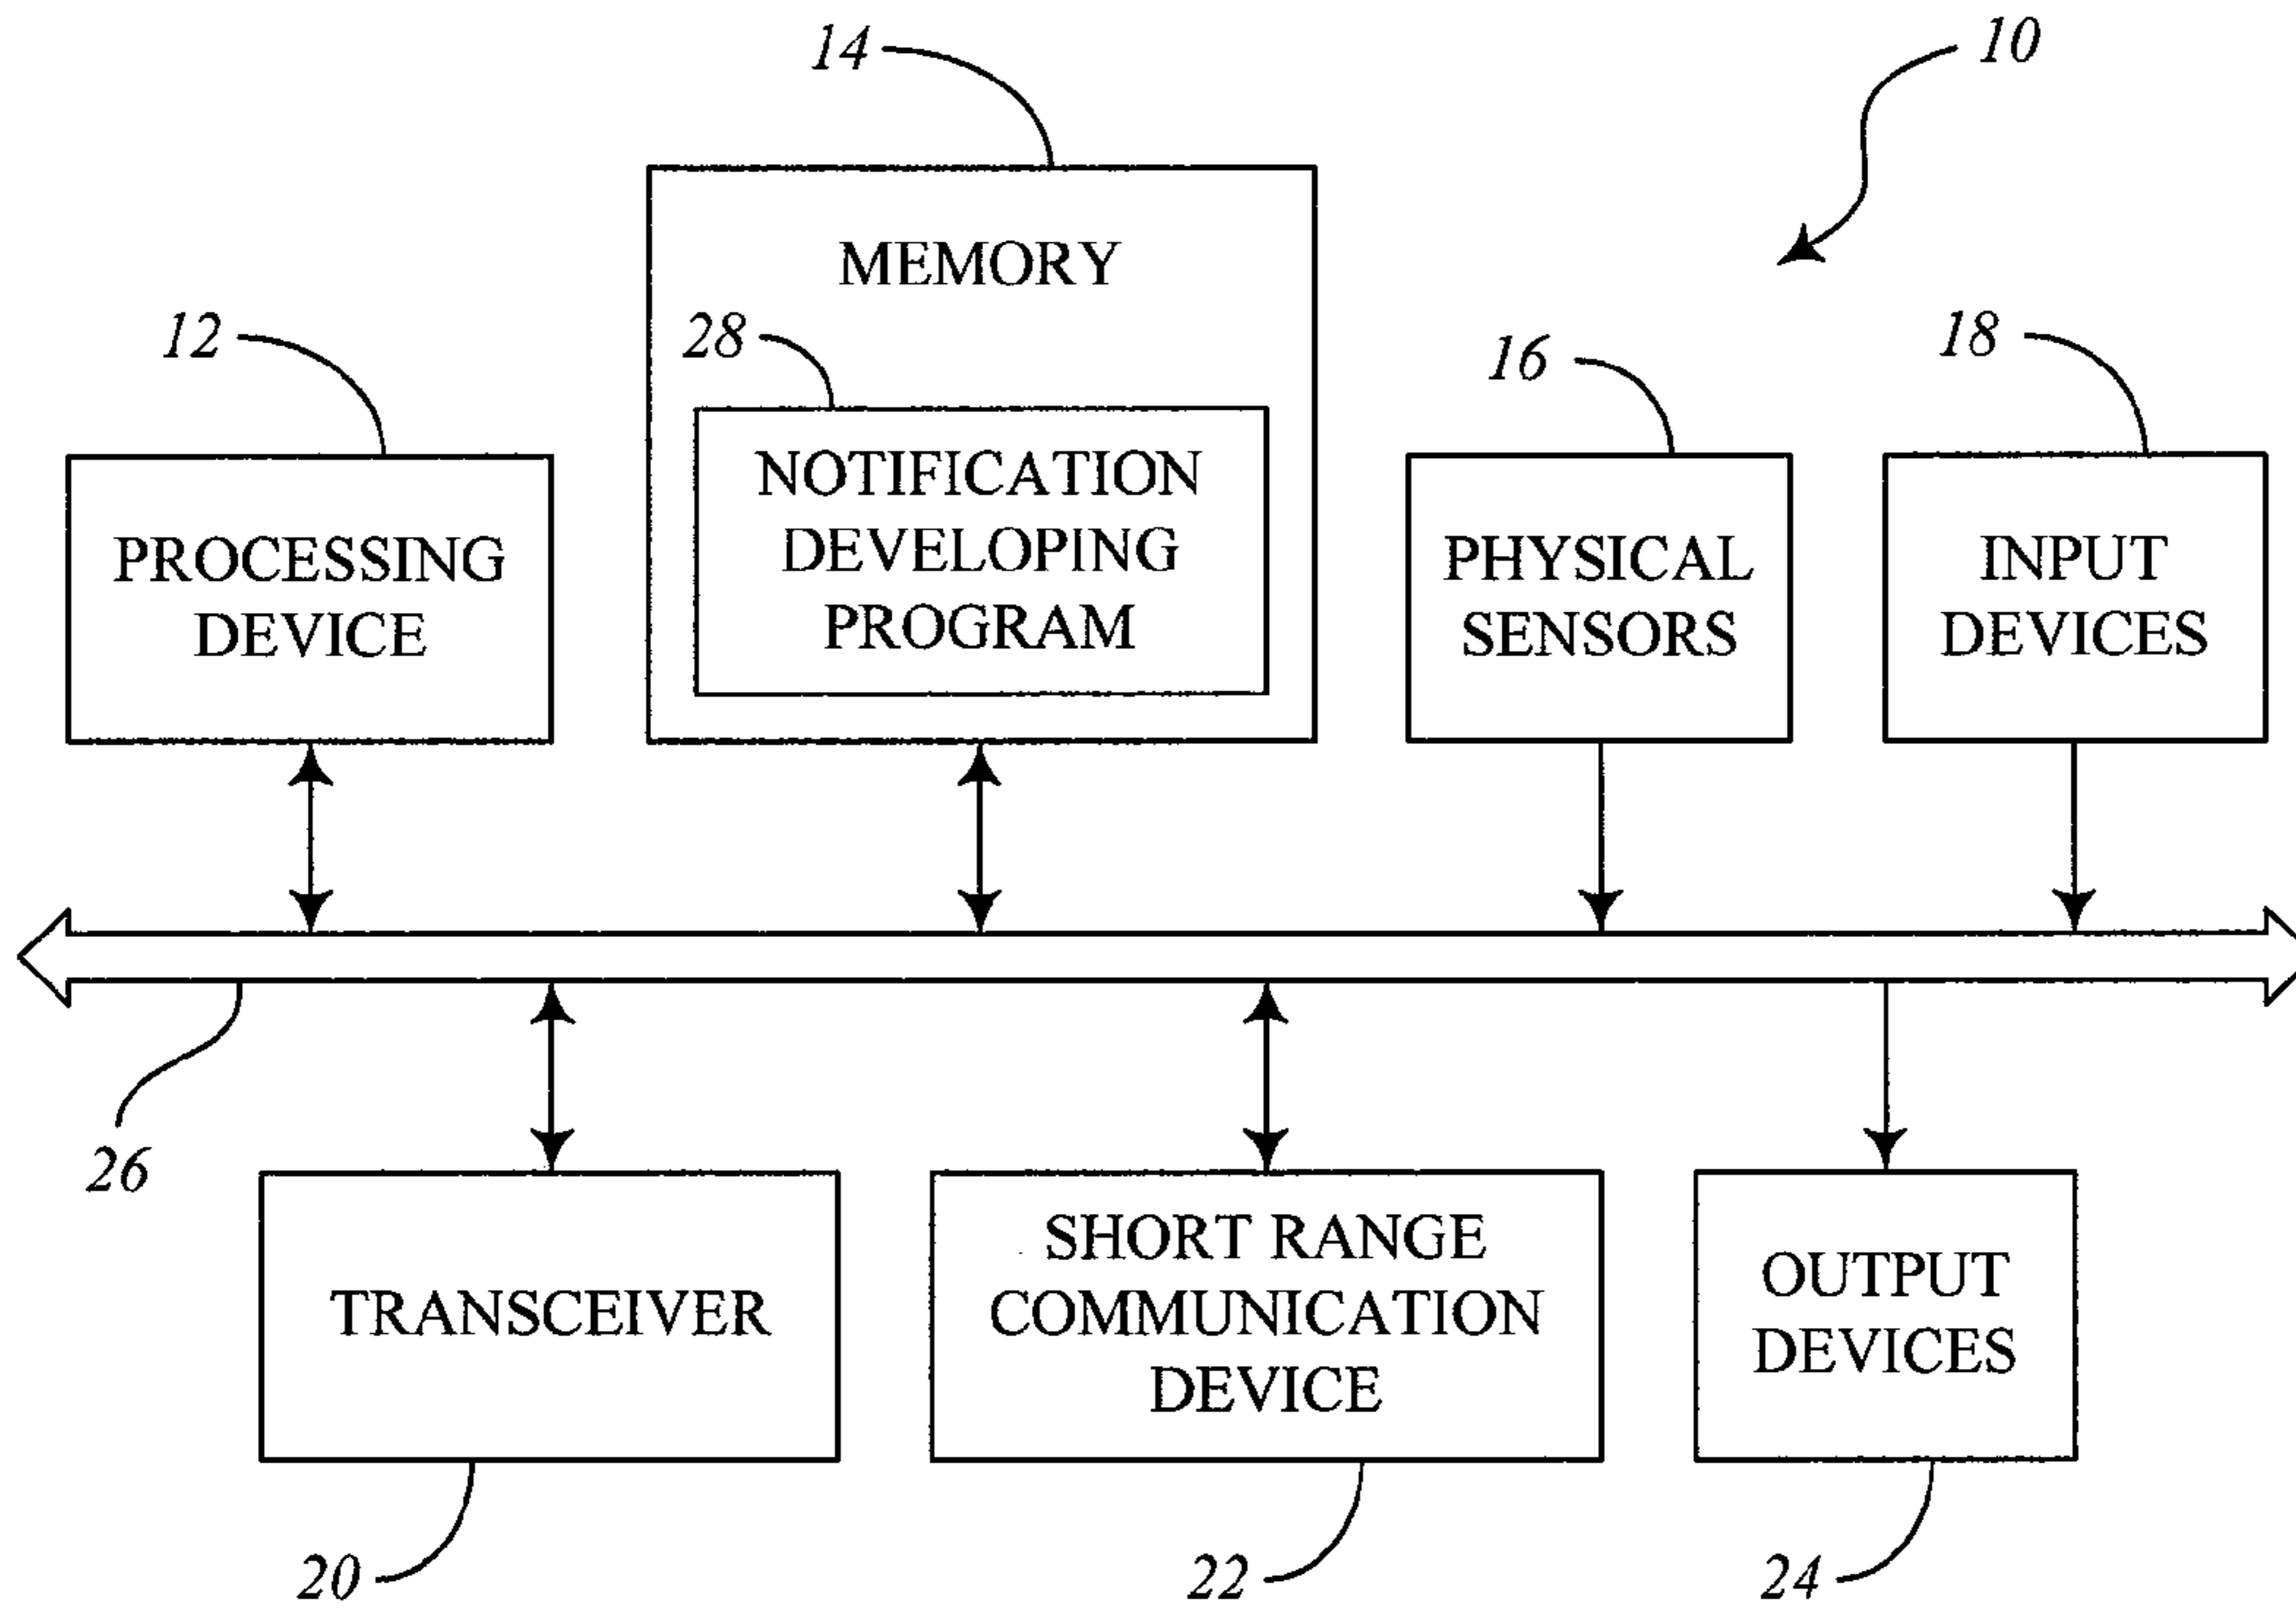 14
10
MEMORY
12
28
16
18
NOTIFICATION
DEVELOPING
PROGRAM
PROCESSING
DEVICE
PHYSICAL
SENSORS
INPUT
DEVICES
26
TRANSCEIVER
SHORT RANGE
COMMUNICATION
DEVICE
OUTPUT
DEVICES
20
22
24